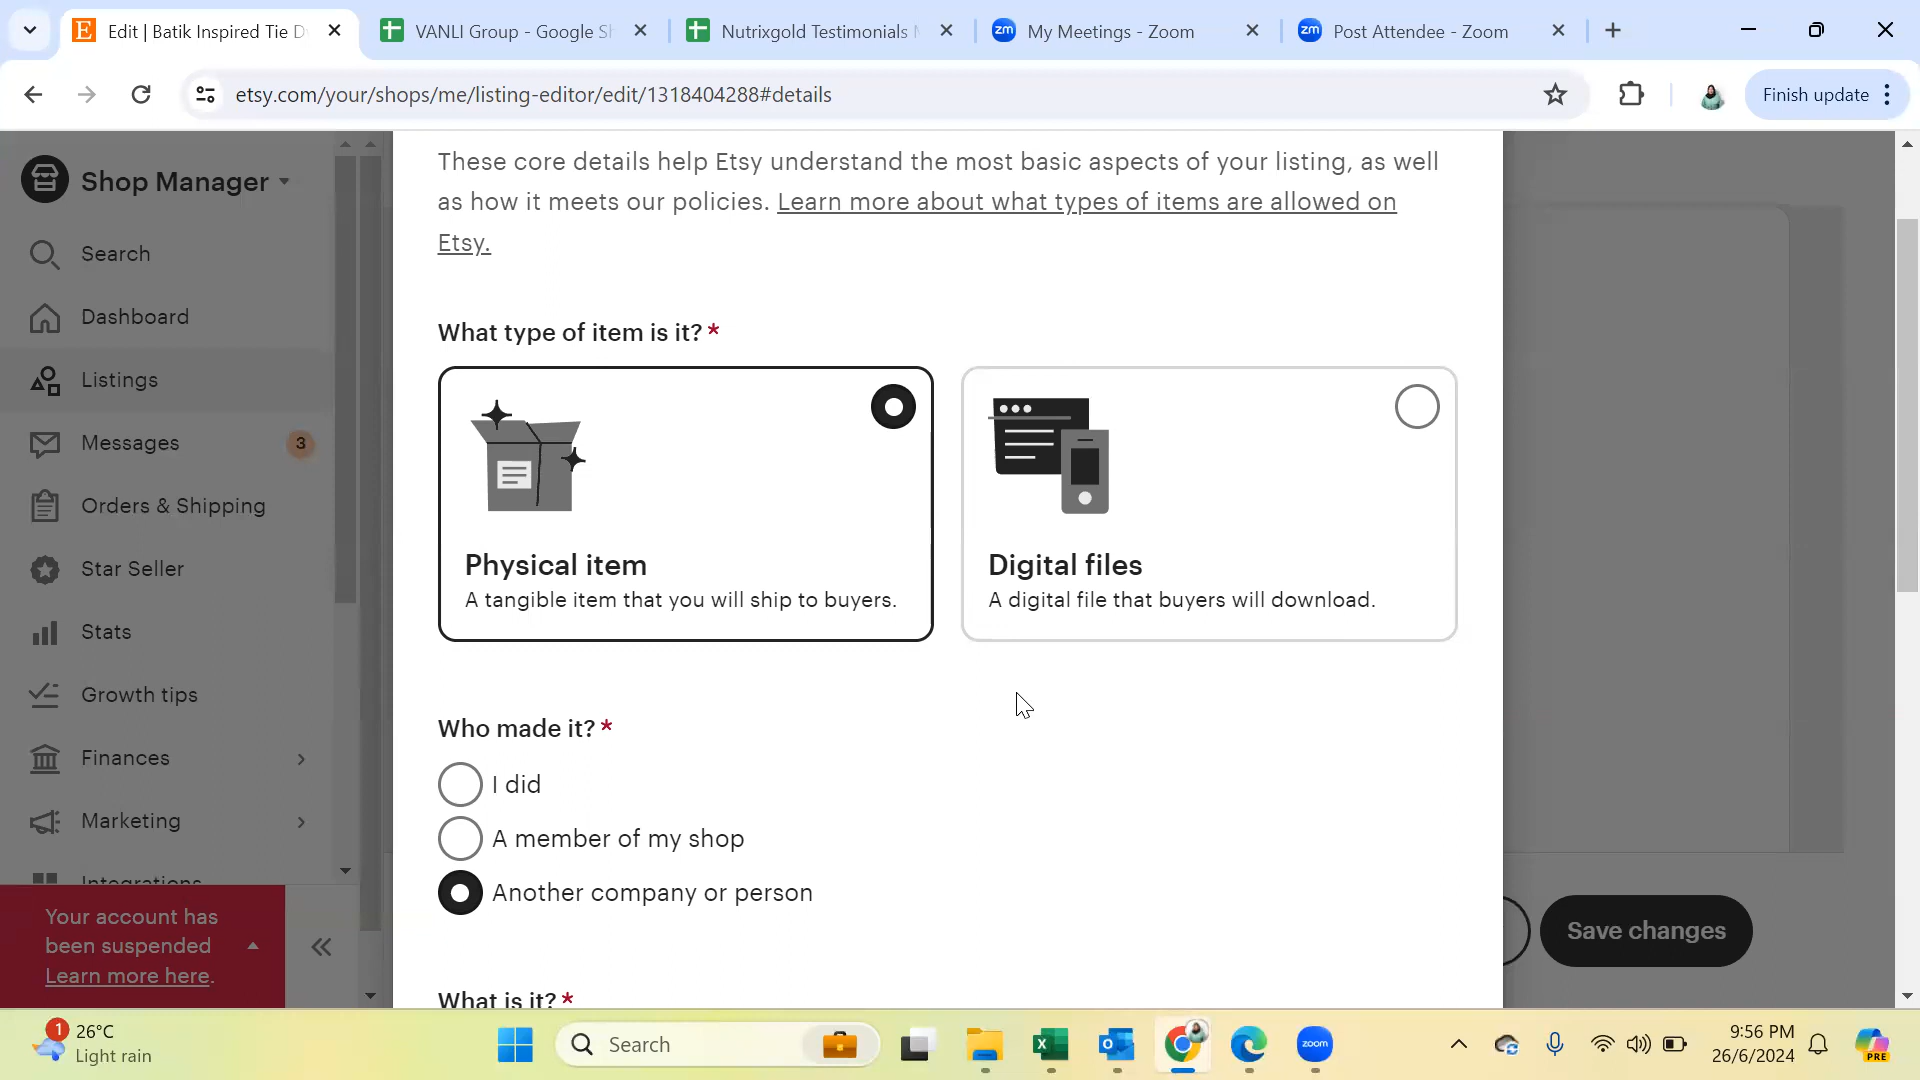 Edit | Batik Inspired Tie D
VANLI Group - Google Sh
Nutrixgold Testimonials M
zm My Meetings - Zoom
zm Post Attendee - Zoom
etsy.com/your/shops/me/listing-editor/edit/1318404288#details
Finish update
Shop Manager
Search
Dashboard
Listings
Messages 3
Orders & Shipping
Star Seller
Stats
Growth tips
Finances
Marketing
Integrations
Your account has
been suspended
Learn more here.
These core details help Etsy understand the most basic aspects of your listing, as well
as how it meets our policies. Learn more about what types of items are allowed on
Etsy.
What type of item is it? *
Physical item
A tangible item that you will ship to buyers.
Digital files
A digital file that buyers will download.
Who made it? *
I did
A member of my shop
Another company or person
What is it? *
Save changes
1
26°C
Light rain
Search
zoom
9:56 PM
26/6/2024
PRE